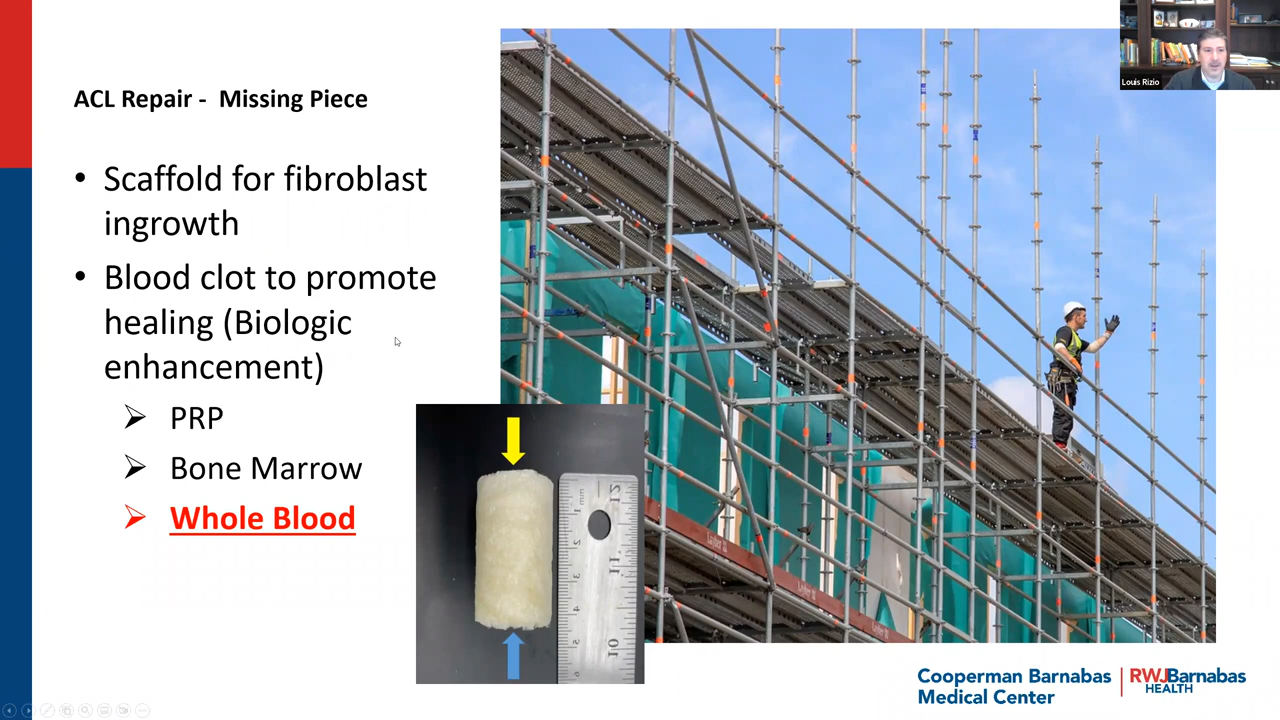 Louis Rizio
ACL Repair - Missing Piece
• Scaffold for fibroblast
ingrowth
• Blood clot to promote
healing (Biologic
enhancement)
➢ PRP
➢ Bone Marrow
➢ Whole Blood
Cooperman Barnabas
Medical Center
RWJBarnabas
HEALTH